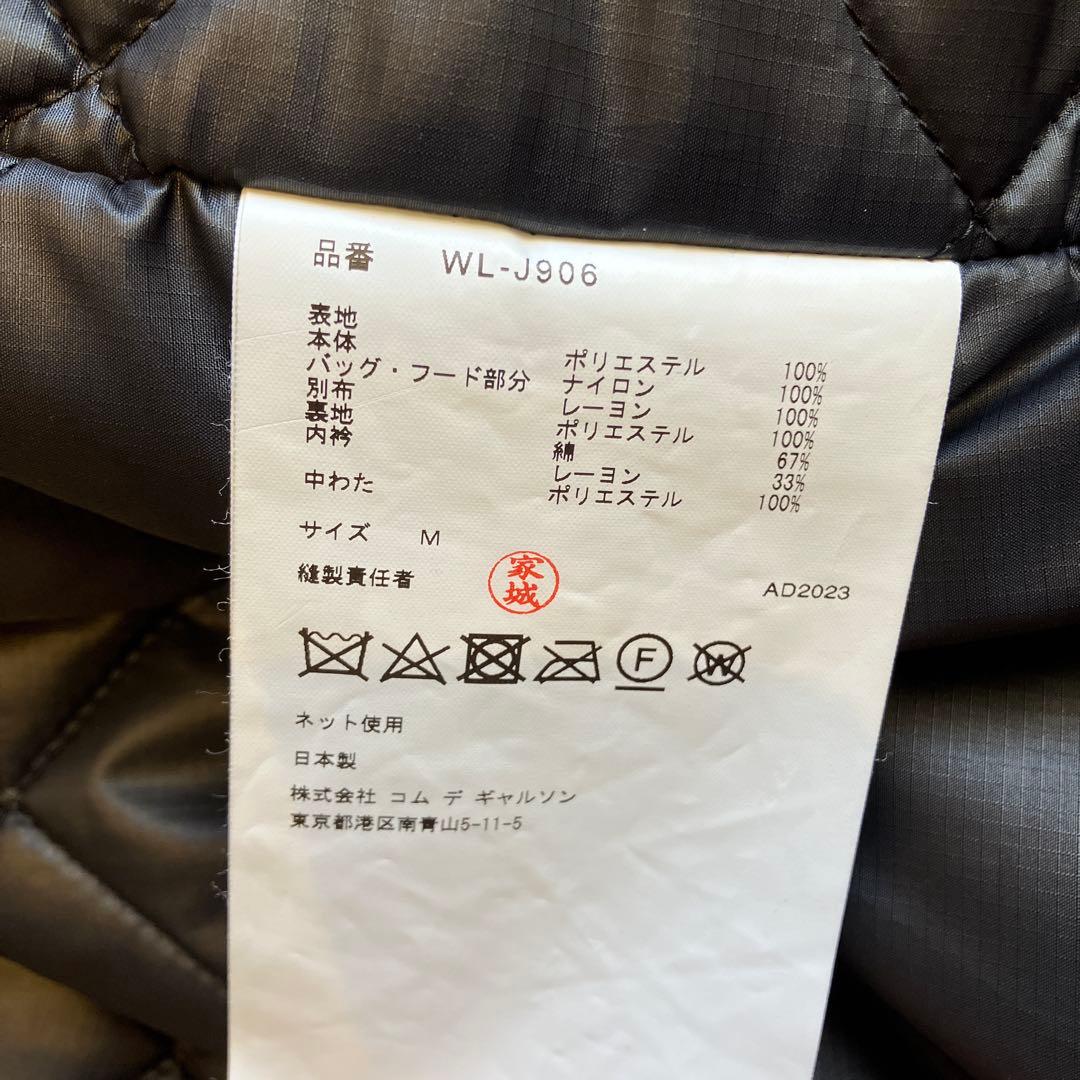 品番 WL-J906
表地
本体 ポリエステル 100%
バッグ・フード部分 ナイロン 100%
別布 レーヨン 100%
裏地 ポリエステル 100%
内衿 綿 67%
レーヨン 33%
中わた ポリエステル 100%
サイズ M
縫製責任者 家城 AD2023
F W
ネット使用
日本製
株式会社 コム デ ギャルソン
東京都港区南青山5-11-5